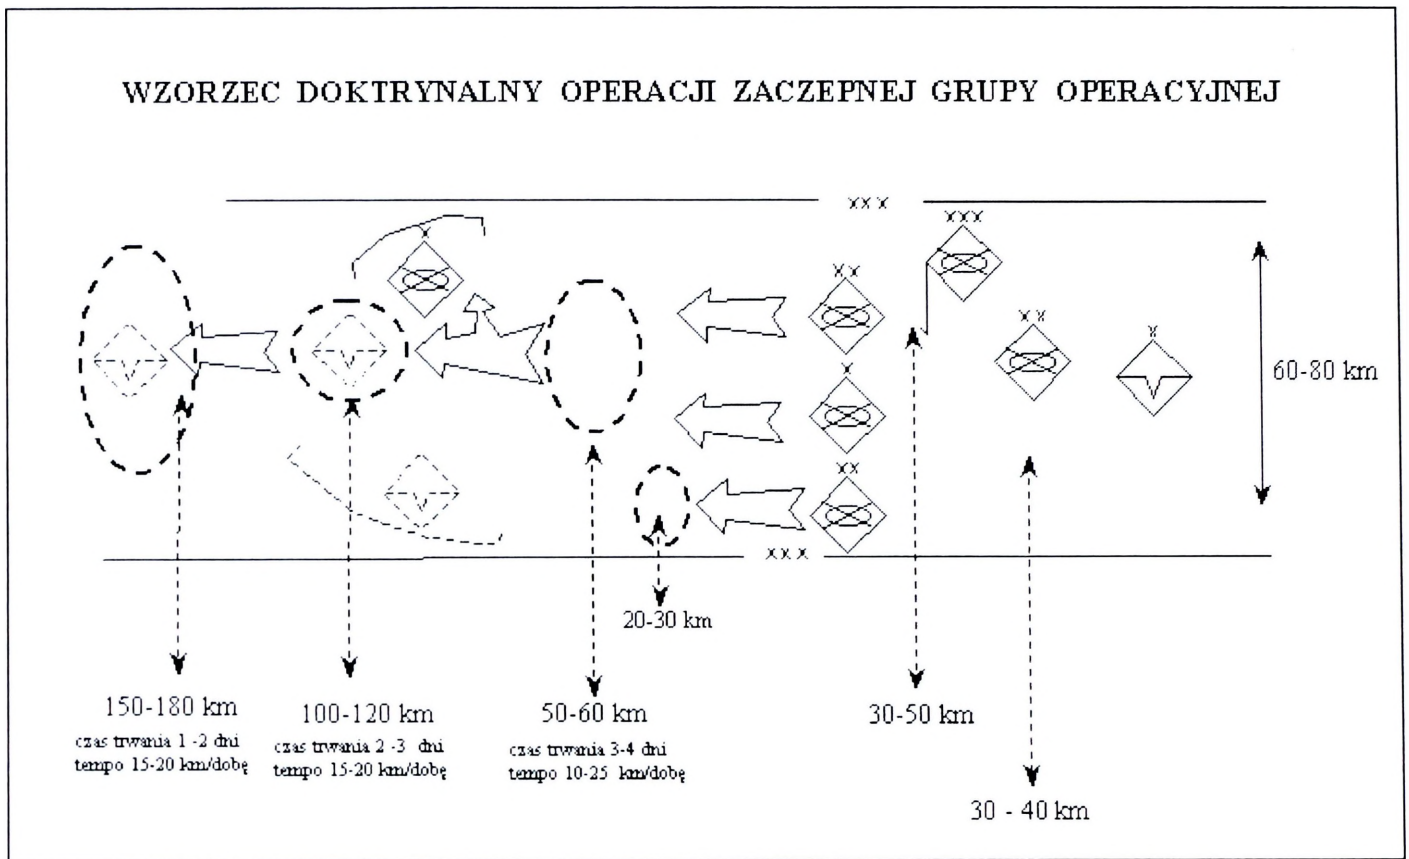 WZORZEC DOKTRYNALNY OPERACJI ZACZEPNEJ GRUPY OPERACYJNEJ
XX X
XXX
X
XX
XX
X
60-80 km
X
XX
XX X
20-30 km
150-180 km
czas trwania 1 -2 dni
tempo 15-20 km/dobę
100-120 km
czas trwania 2 -3 dni
tempo 15-20 km/dobę
50-60 km
czas trwania 3-4 dni
tempo 10-25 km/dobę
30-50 km
30 - 40 km